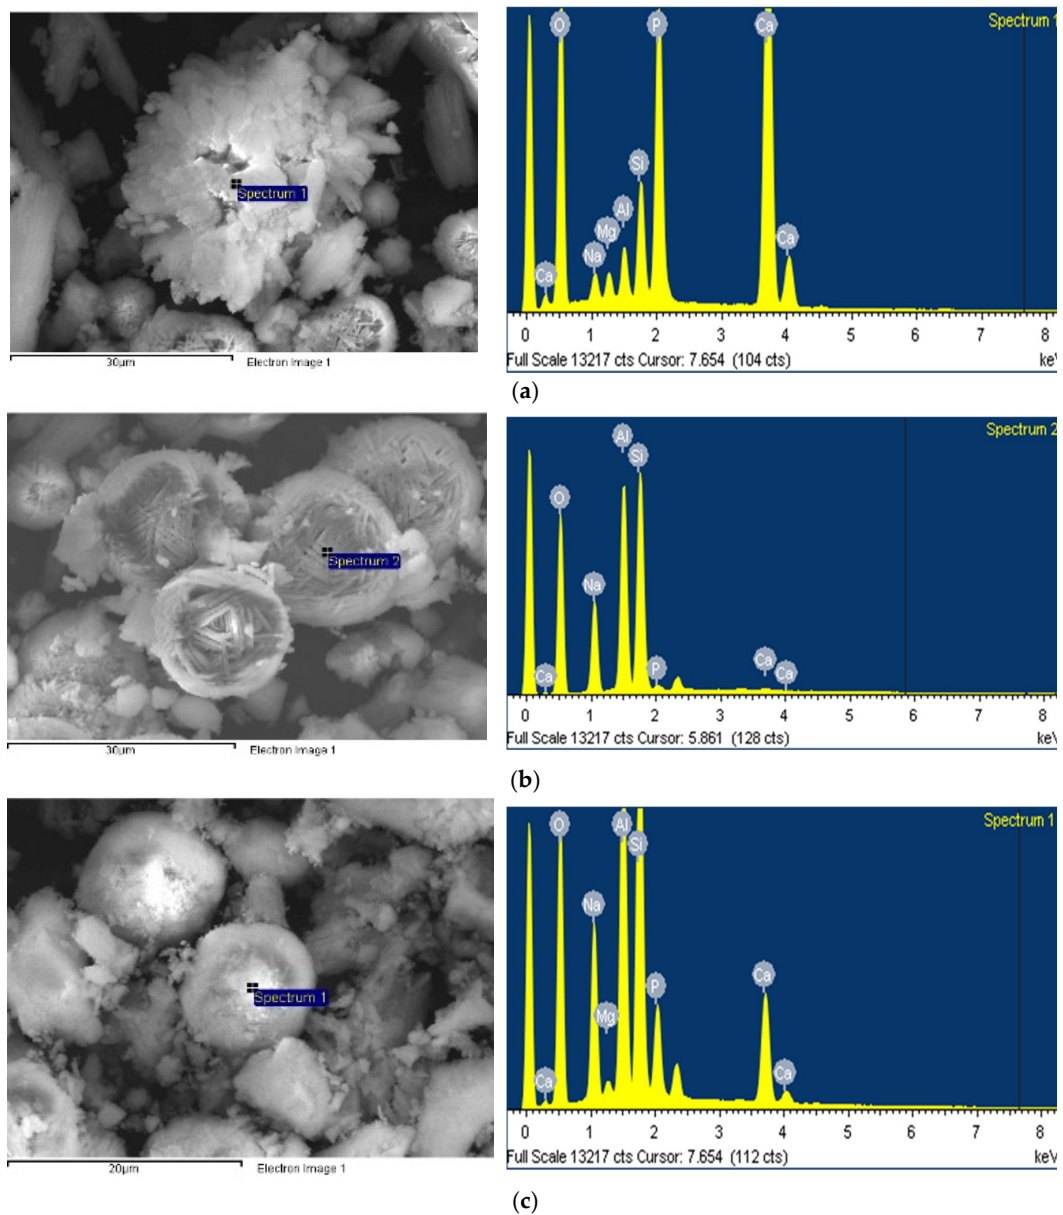 Spectrum 1
30µm Electron Image 1
Spectrum 1
O P Ca
Si
Al
Mg
Na
Ca
Ca
0 1 2 3 4 5 6 7 8
Full Scale 13217 cts Cursor: 7.654 (104 cts) keV
(a)
Spectrum 2
30µm Electron Image 1
Spectrum 2
Al
Si
O
Na
Ca P Ca Ca
0 1 2 3 4 5 6 7 8
Full Scale 13217 cts Cursor: 5.861 (128 cts) keV
(b)
Spectrum 1
20µm Electron Image 1
Spectrum 1
O Al
Si
Na
P Ca
Mg
Ca Ca
0 1 2 3 4 5 6 7 8
Full Scale 13217 cts Cursor: 7.654 (112 cts) keV
(c)